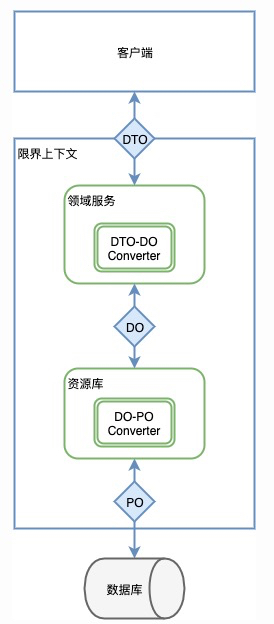 客户端
DTO
限界上下文
领域服务
DTO-DO
Converter
DO
资源库
DO-PO
Converter
PO
数据库